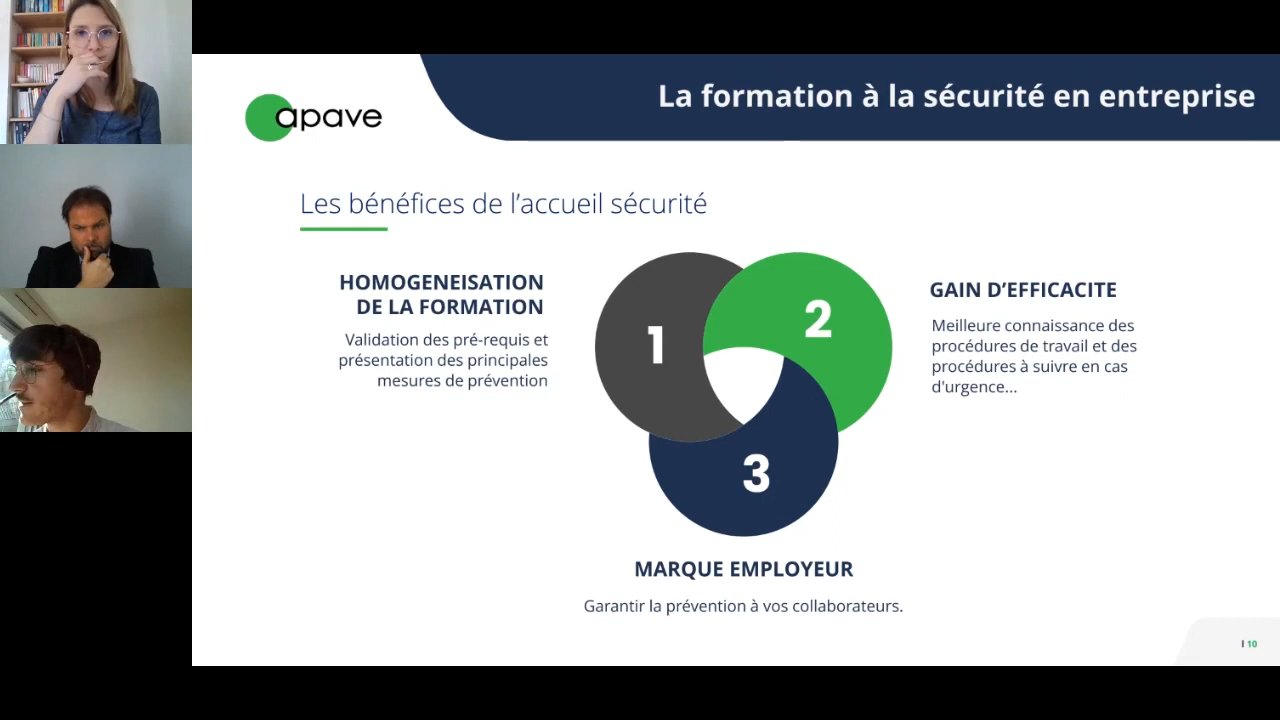 La formation à la sécurité en entreprise
apave
Les bénéfices de l’accueil sécurité
HOMOGENEISATION
DE LA FORMATION
Validation des pré-requis et
présentation des principales
mesures de prévention
1
2
3
GAIN D’EFFICACITE
Meilleure connaissance des
procédures de travail et des
procédures à suivre en cas
d'urgence...
MARQUE EMPLOYEUR
Garantir la prévention à vos collaborateurs.
I 10